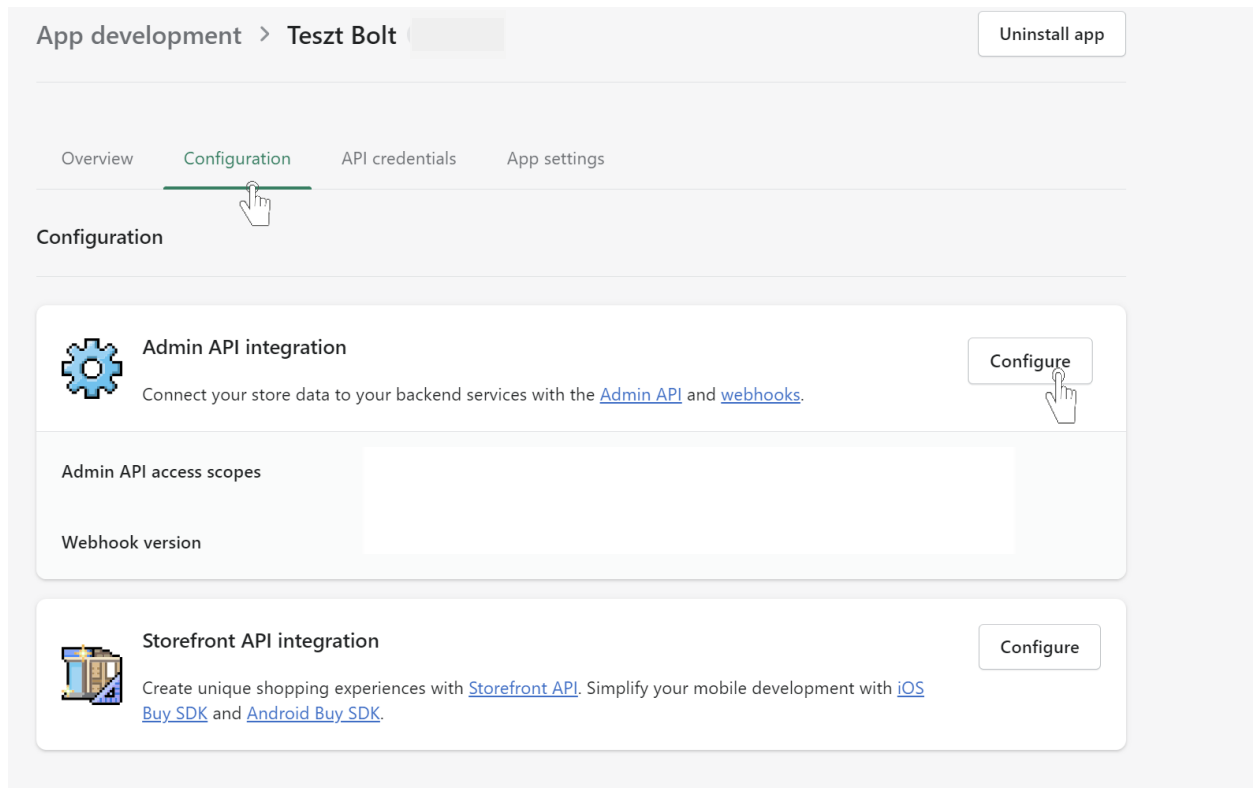 App development > Teszt Bolt
Uninstall app
Overview Configuration API credentials App settings
Configuration
Admin API integration
Configure
Connect your store data to your backend services with the Admin API and webhooks.
Admin API access scopes
Webhook version
Storefront API integration
Configure
Create unique shopping experiences with Storefront API. Simplify your mobile development with iOS
Buy SDK and Android Buy SDK.